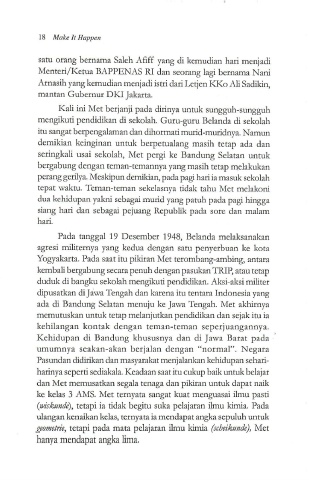 18 Make It Happen
satu orang bernama Saleh Afiff yang di kemudian hari menjadi
Menteri/Ketua BAPPENAS RI dan seorang lagi bernama Nani
Arnasih yang kemudian menjadi istri dari Letjen KKo Ali Sadikin,
mantan Gubernur DKI Jakarta.
Kali ini Met berjanji pada dirinya untuk sungguh-sungguh
mengikuti pendidikan di sekolah. Guru-guru Belanda di sekolah
itu sangat berpengalaman dan dihormati murid-muridnya. Namun
demikian keinginan untuk berpetualang masih tetap ada dan
seringkali usai sekolah, Met pergi ke Bandung Selatan untuk
bergabung dengan teman-temannya yang masih tetap melakukan
perang gerilya. Meskipun demikian, pada pagi hari ia masuk sekolah
tepat waktu. Teman-teman sekelasnya tidak tahu Met melakoni
dua kehidupan yakni sebagai murid yang patuh pada pagi hingga
siang hari dan sebagai pejuang Republik pada sore dan malam
hari.
Pada tanggal 19 Desember 1948, Belanda melaksanakan
agresi militernya yang kedua dengan satu penyerbuan ke kota
Yogyakarta. Pada saat itu pikiran Met terombang-ambing, antara
kembali bergabung secara penuh dengan pasukan TRIP, atau tetap
duduk di bangku sekolah mengikuti pendidikan. Aksi-aksi militer
dipusatkan di Jawa Tengah dan karena itu tentara Indonesia yang
ada di Bandung Selatan menuju ke Jawa Tengah. Met akhirnya
memutuskan untuk tetap melanjutkan pendidikan dan sejak itu ia
kehilangan kontak dengan teman-teman seperjuangannya.
Kehidupan di Bandung khususnya dan di Jawa Barat pada
umumnya seakan-akan berjalan dengan "normal". Negara
Pasundan didirikan dan masyarakat menjalankan kehidupan sehari-
harinya seperti sediakala. Keadaan saat itu cukup baik untuk belajar
dan Met memusatkan segala tenaga dan pikiran untuk dapat naik
ke kelas 3 AMS. Met ternyata sangat kuat menguasai ilmu pasti
(wiskunde), tetapi ia tidak begitu suka pelajaran ilmu kimia. Pada
ulangan kenaikan kelas, ternyata ia mendapat angka sepuluh untuk
geometrie, tetapi pada mata pelajaran ilmu kimia (scheikunde), Met
hanya mendapat angka lima.